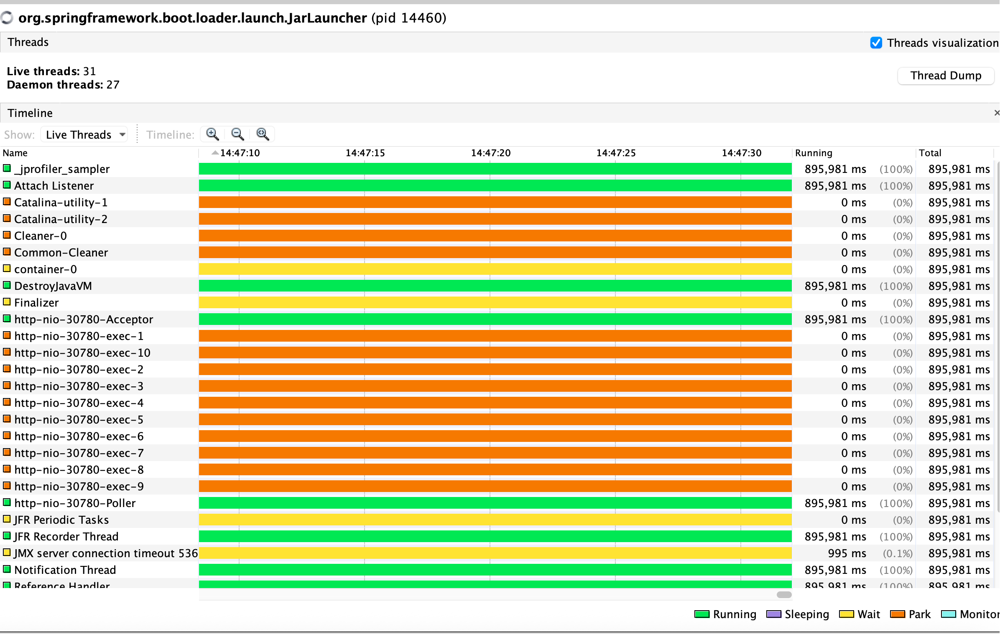 org.springframework.boot.loader.launch.JarLauncher (pid 14460)
Threads Threads visualization
Live threads: 31
Daemon threads: 27
Thread Dump
Timeline
Show: Live Threads Timeline:
Name 14:47:10 14:47:15 14:47:20 14:47:25 14:47:30 Running Total
_jprofiler_sampler 895,981 ms (100%) 895,981 ms
Attach Listener 895,981 ms (100%) 895,981 ms
Catalina-utility-1 0 ms (0%) 895,981 ms
Catalina-utility-2 0 ms (0%) 895,981 ms
Cleaner-0 0 ms (0%) 895,981 ms
Common-Cleaner 0 ms (0%) 895,981 ms
container-0 0 ms (0%) 895,981 ms
DestroyJavaVM 895,981 ms (100%) 895,981 ms
Finalizer 0 ms (0%) 895,981 ms
http-nio-30780-Acceptor 895,981 ms (100%) 895,981 ms
http-nio-30780-exec-1 0 ms (0%) 895,981 ms
http-nio-30780-exec-10 0 ms (0%) 895,981 ms
http-nio-30780-exec-2 0 ms (0%) 895,981 ms
http-nio-30780-exec-3 0 ms (0%) 895,981 ms
http-nio-30780-exec-4 0 ms (0%) 895,981 ms
http-nio-30780-exec-5 0 ms (0%) 895,981 ms
http-nio-30780-exec-6 0 ms (0%) 895,981 ms
http-nio-30780-exec-7 0 ms (0%) 895,981 ms
http-nio-30780-exec-8 0 ms (0%) 895,981 ms
http-nio-30780-exec-9 0 ms (0%) 895,981 ms
http-nio-30780-Poller 895,981 ms (100%) 895,981 ms
JFR Periodic Tasks 0 ms (0%) 895,981 ms
JFR Recorder Thread 895,981 ms (100%) 895,981 ms
JMX server connection timeout 536 995 ms (0.1%) 895,981 ms
Notification Thread 895,981 ms (100%) 895,981 ms
Reference Handler 895,981 ms (100%) 895,981 ms
Running Sleeping Wait Park Monitor